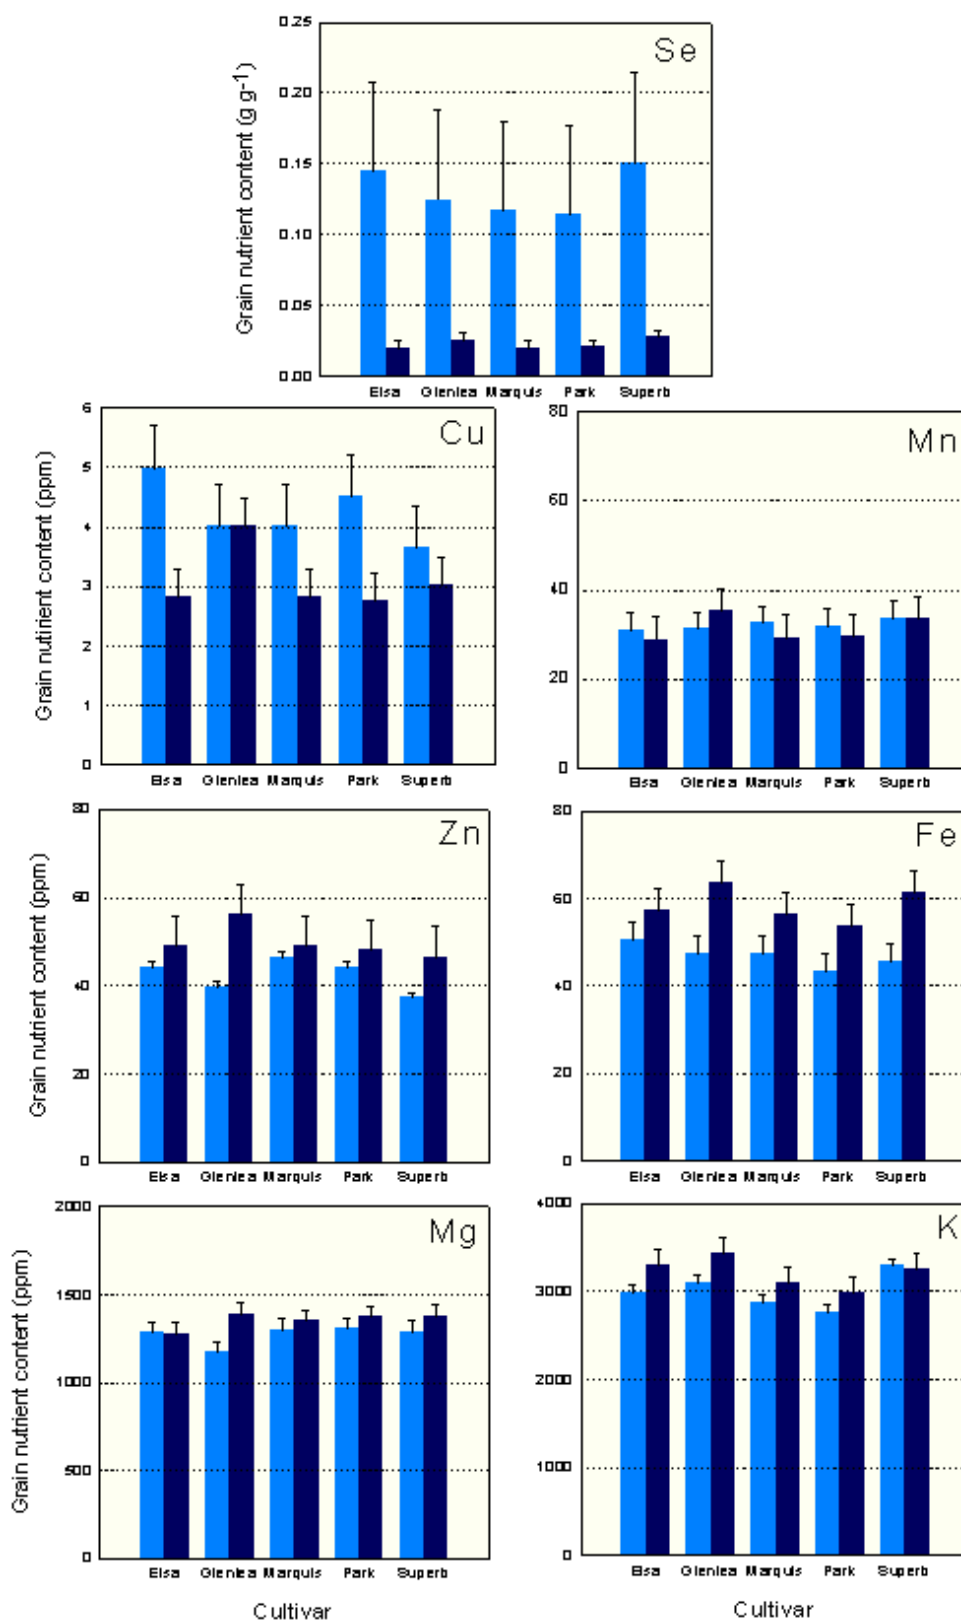 Se
Grain nutrient content (g g-1)
0.25
0.20
0.15
0.10
0.05
0.00
Elsa Glenlea Marquis Park Superb
Cu
Grain nutirient content (ppm)
6
5
4
3
2
1
0
Elsa Glenlea Marquis Park Superb
Mn
80
60
40
20
0
Elsa Glenlea Marquis Park Superb
Zn
Grain nutrient content (ppm)
80
60
40
20
0
Elsa Glenlea Marquis Park Superb
Fe
80
60
40
20
0
Elsa Glenlea Marquis Park Superb
Mg
Grain nutrient content (ppm)
2000
1500
1000
500
0
Elsa Glenlea Marquis Park Superb
Cultivar
K
4000
3000
2000
1000
0
Elsa Glenlea Marquis Park Superb
Cultivar